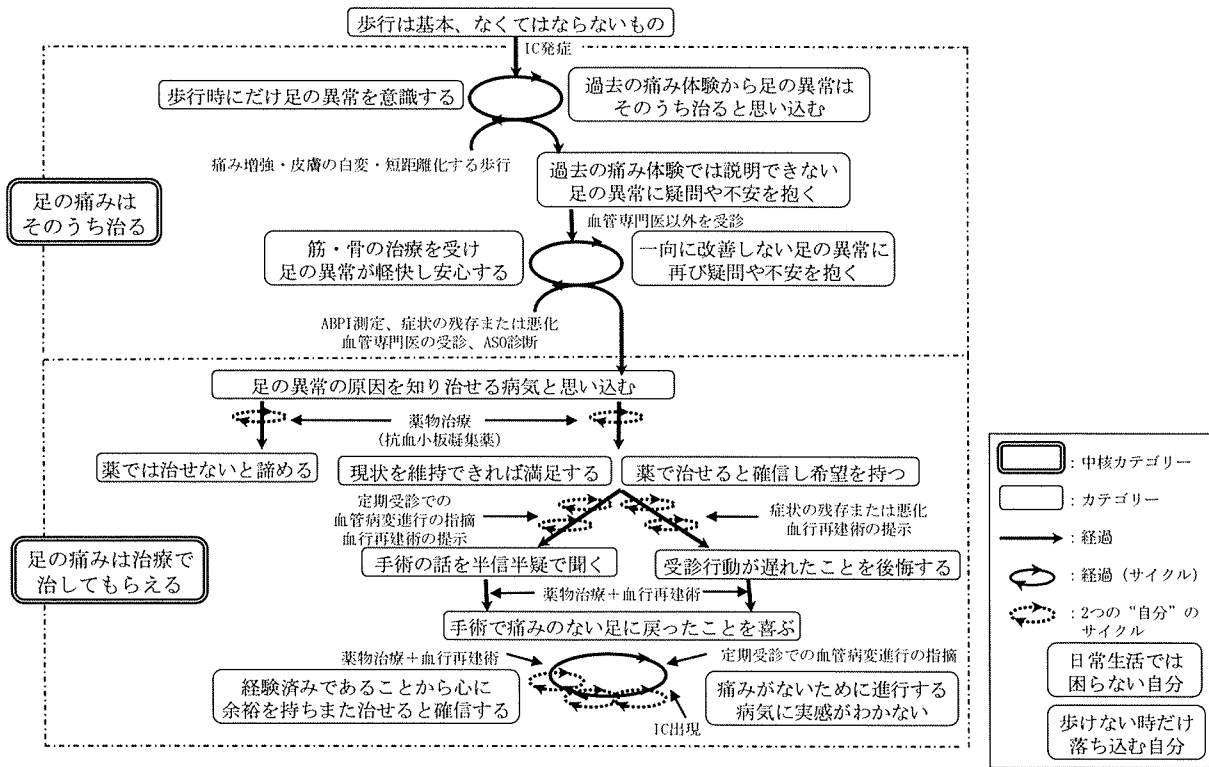 歩行は基本、なくてはならないもの
IC発症
歩行時にだけ足の異常を意識する
過去の痛み体験から足の異常は
そのうち治ると思い込む
痛み増強・皮膚の白変・短距離化する歩行
過去の痛み体験では説明できない
足の異常に疑問や不安を抱く
足の痛みは
そのうち治る
血管専門医以外を受診
筋・骨の治療を受け
足の異常が軽快し安心する
一向に改善しない足の異常に
再び疑問や不安を抱く
ABPI測定、症状の残存または悪化
血管専門医の受診、ASO診断
足の異常の原因を知り治せる病気と思い込む
薬物治療
(抗血小板凝集薬)
薬では治せないと諦める
現状を維持できれば満足する
薬で治せると確信し希望を持つ
定期受診での
血管病変進行の指摘
血行再建術の提示
症状の残存または悪化
血行再建術の提示
足の痛みは治療で
治してもらえる
手術の話を半信半疑で聞く
受診行動が遅れたことを後悔する
薬物治療+血行再建術
手術で痛みのない足に戻ったことを喜ぶ
薬物治療+血行再建術
定期受診での血管病変進行の指摘
経験済みであることから心に
余裕を持ちまた治せると確信する
痛みがないために進行する
病気に実感がわかない
IC出現
:中核カテゴリー
:カテゴリー
:経過
:経過(サイクル)
:2つの“自分”の
サイクル
日常生活では
困らない自分
歩けない時だけ
落ち込む自分